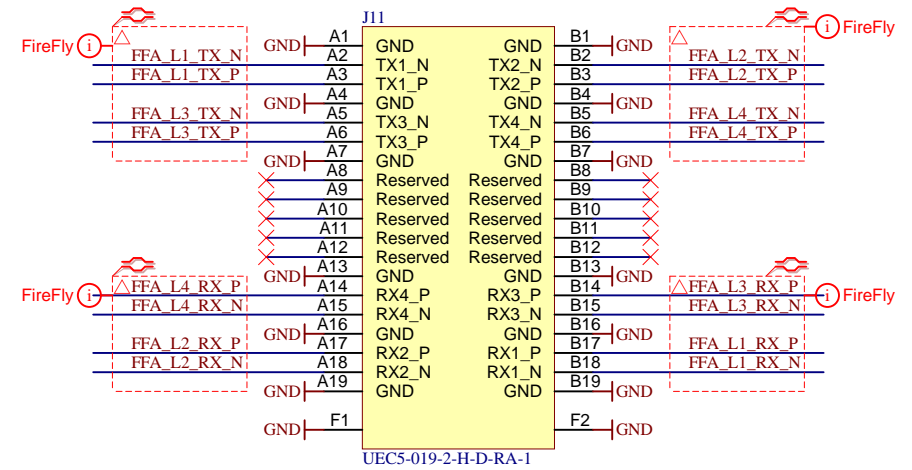 J11
FireFly i
i FireFly
GND A1 GND GND B1 GND
FFA_L1_TX_N A2 TX1_N TX2_N B2 FFA_L2_TX_N
FFA_L1_TX_P A3 TX1_P TX2_P B3 FFA_L2_TX_P
GND A4 GND GND B4 GND
FFA_L3_TX_N A5 TX3_N TX4_N B5 FFA_L4_TX_N
FFA_L3_TX_P A6 TX3_P TX4_P B6 FFA_L4_TX_P
GND A7 GND GND B7 GND
A8 Reserved Reserved B8
A9 Reserved Reserved B9
A10 Reserved Reserved B10
A11 Reserved Reserved B11
A12 Reserved Reserved B12
GND A13 GND GND B13 GND
FireFly i FFA_L4_RX_P A14 RX4_P RX3_P B14 FFA_L3_RX_P i FireFly
FFA_L4_RX_N A15 RX4_N RX3_N B15 FFA_L3_RX_N
GND A16 GND GND B16 GND
FFA_L2_RX_P A17 RX2_P RX1_P B17 FFA_L1_RX_P
FFA_L2_RX_N A18 RX2_N RX1_N B18 FFA_L1_RX_N
GND A19 GND GND B19 GND
GND F1 F2 GND
UEC5-019-2-H-D-RA-1